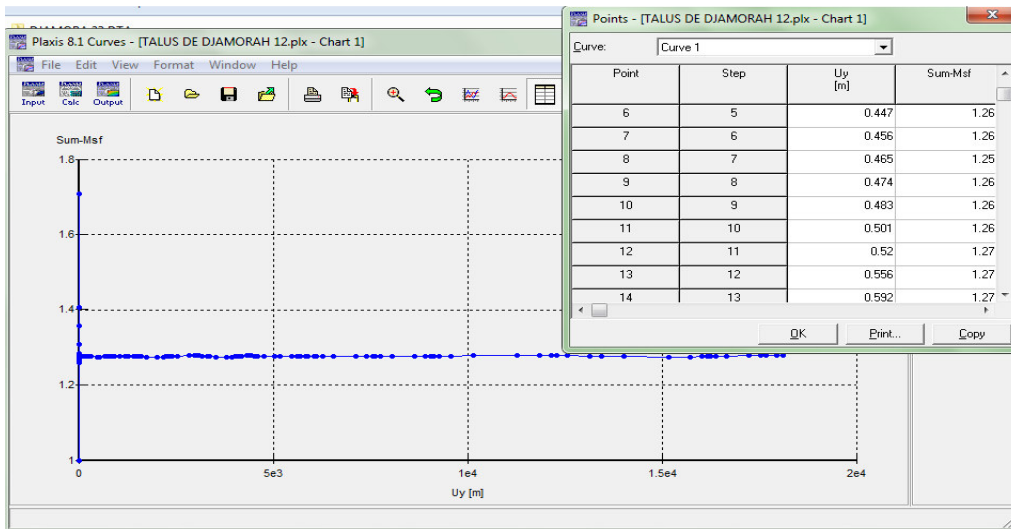 Plaxis 8.1 Curves - [TALUS DE DJAMORAH 12.plx - Chart 1]
File Edit View Format Window Help
Input Calc Output
Sum-Msf
1.8
1.6
1.4
1.2
1
0 5e3 1e4 1.5e4 2e4
Uy [m]
Points - [TALUS DE DJAMORAH 12.plx - Chart 1]
Curve: Curve 1
Point Step Uy Sum-Msf
[m]
6 5 0.447 1.26
7 6 0.456 1.26
8 7 0.465 1.25
9 8 0.474 1.26
10 9 0.483 1.26
11 10 0.501 1.26
12 11 0.52 1.27
13 12 0.556 1.27
14 13 0.592 1.27
OK Print... Copy